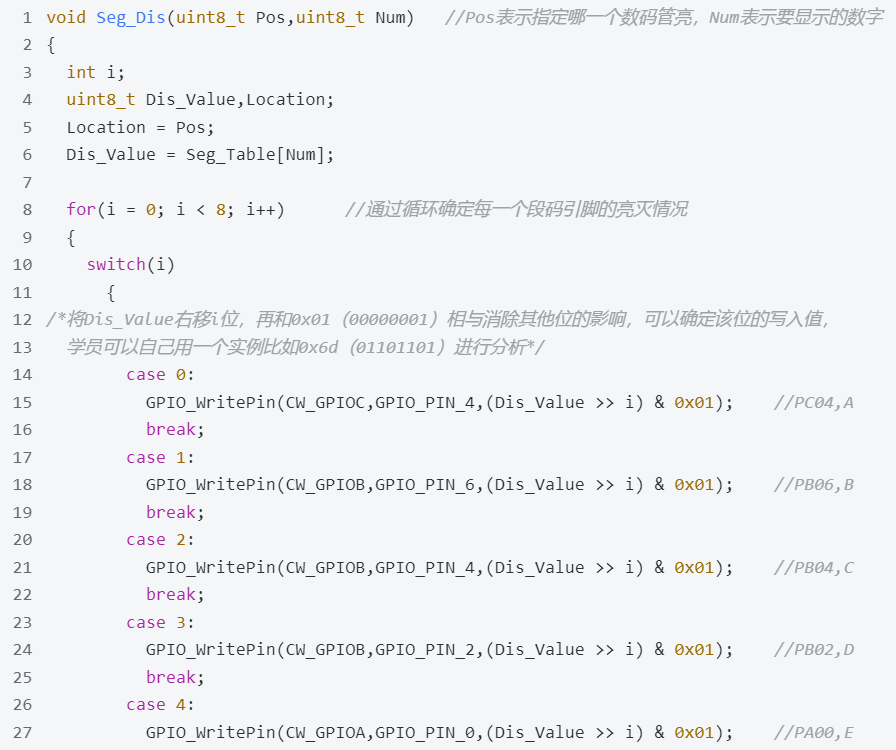 1 void Seg_Dis(uint8_t Pos,uint8_t Num)   //Pos表示指定哪一个数码管亮，Num表示要显示的数字
2 {
3   int i;
4   uint8_t Dis_Value,Location;
5   Location = Pos;
6   Dis_Value = Seg_Table[Num];
7
8   for(i = 0; i < 8; i++)      //通过循环确定每一个段码引脚的亮灭情况
9   {
10     switch(i)
11       {
12 /*将Dis_Value右移i位，再和0x01（00000001）相与消除其他位的影响，可以确定该位的写入值，
13   学员可以自己用一个实例比如0x6d（01101101）进行分析*/
14         case 0:
15           GPIO_WritePin(CW_GPIOC,GPIO_PIN_4,(Dis_Value >> i) & 0x01);    //PC04,A
16           break;
17         case 1:
18           GPIO_WritePin(CW_GPIOB,GPIO_PIN_6,(Dis_Value >> i) & 0x01);    //PB06,B
19           break;
20         case 2:
21           GPIO_WritePin(CW_GPIOB,GPIO_PIN_4,(Dis_Value >> i) & 0x01);    //PB04,C
22           break;
23         case 3:
24           GPIO_WritePin(CW_GPIOB,GPIO_PIN_2,(Dis_Value >> i) & 0x01);    //PB02,D
25           break;
26         case 4:
27           GPIO_WritePin(CW_GPIOA,GPIO_PIN_0,(Dis_Value >> i) & 0x01);    //PA00,E